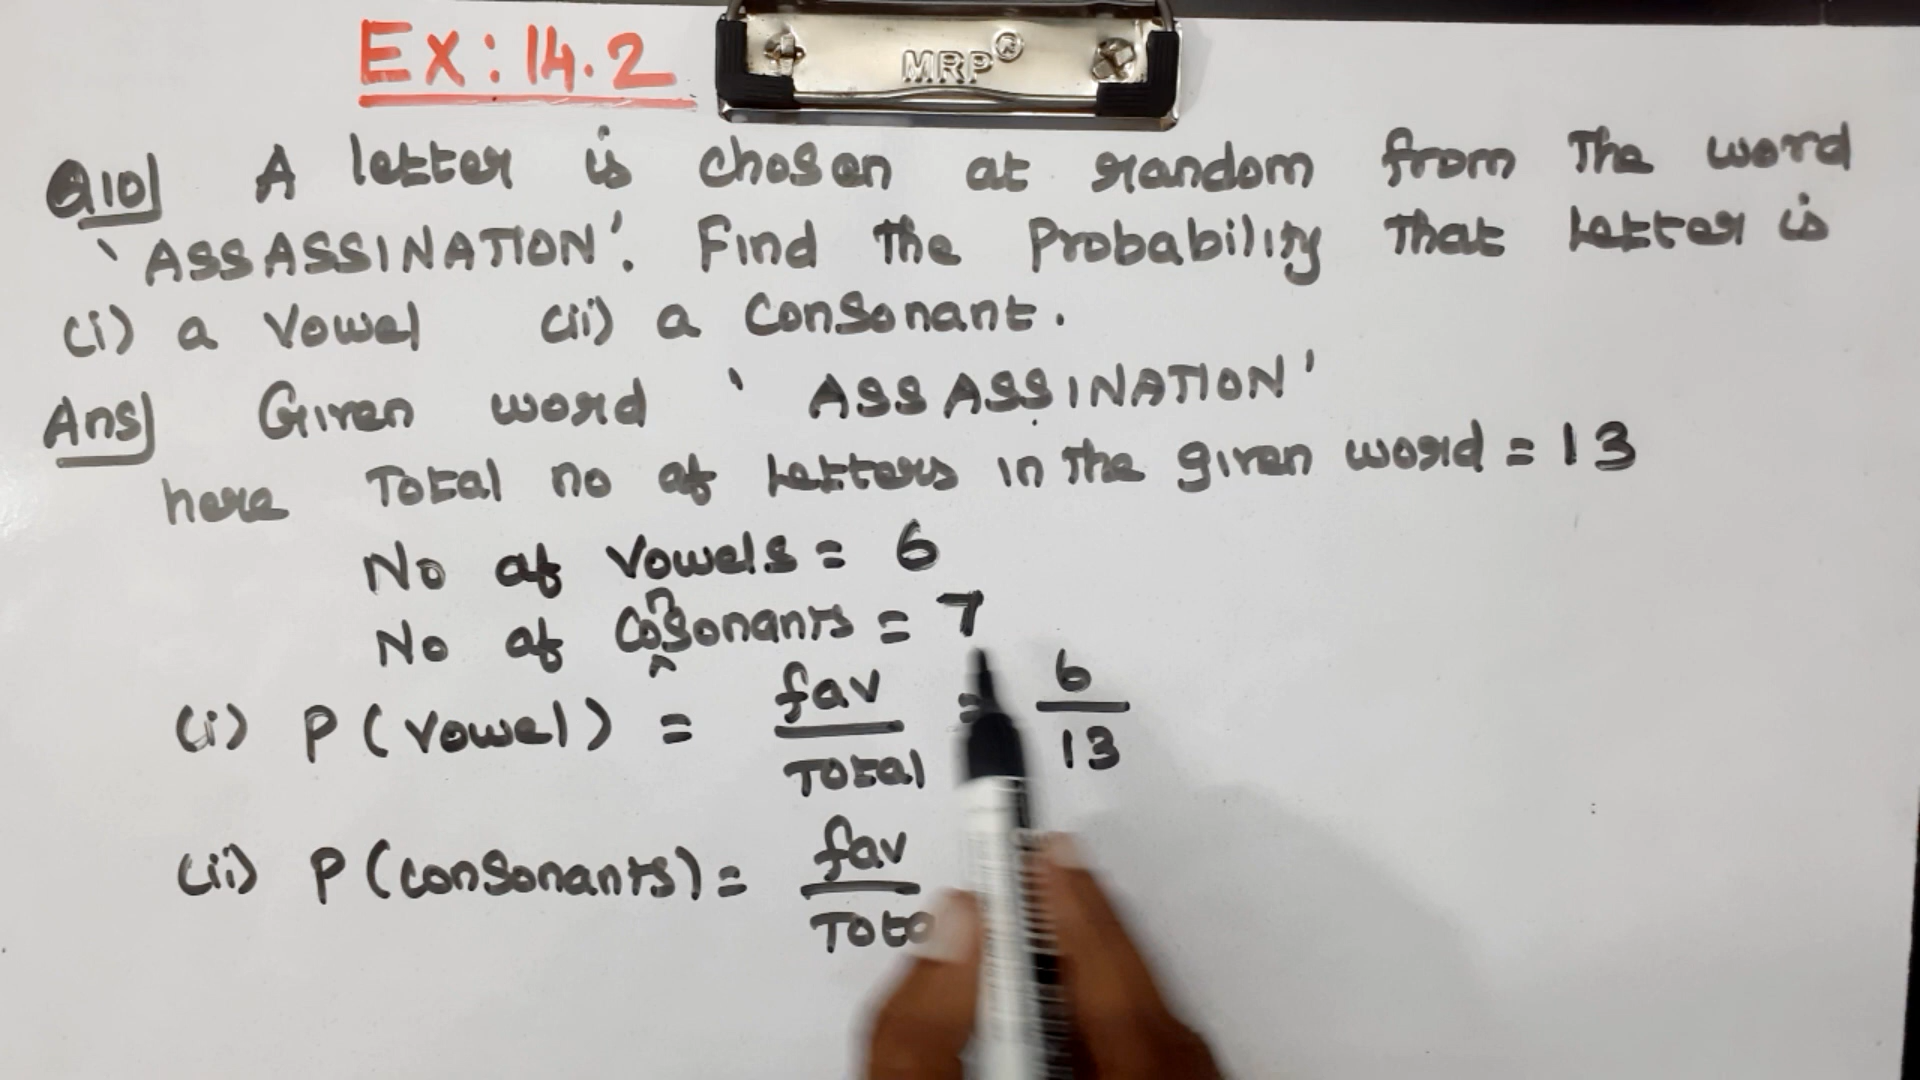 Ex: 14.2
MRP®
Q10) A letter is chosen at random from The word
'ASSASSINATION'. Find The Probability That Letter is
(i) a Vowel (ii) a Consonant.
Ans) Given word 'ASSASSINATION'
here Total no of Letters in The given word = 13
No of Vowels = 6
No of Consonants = 7
(i) P(Vowel) = fav/Total = 6/13
(ii) P(Consonants) = fav/Tota